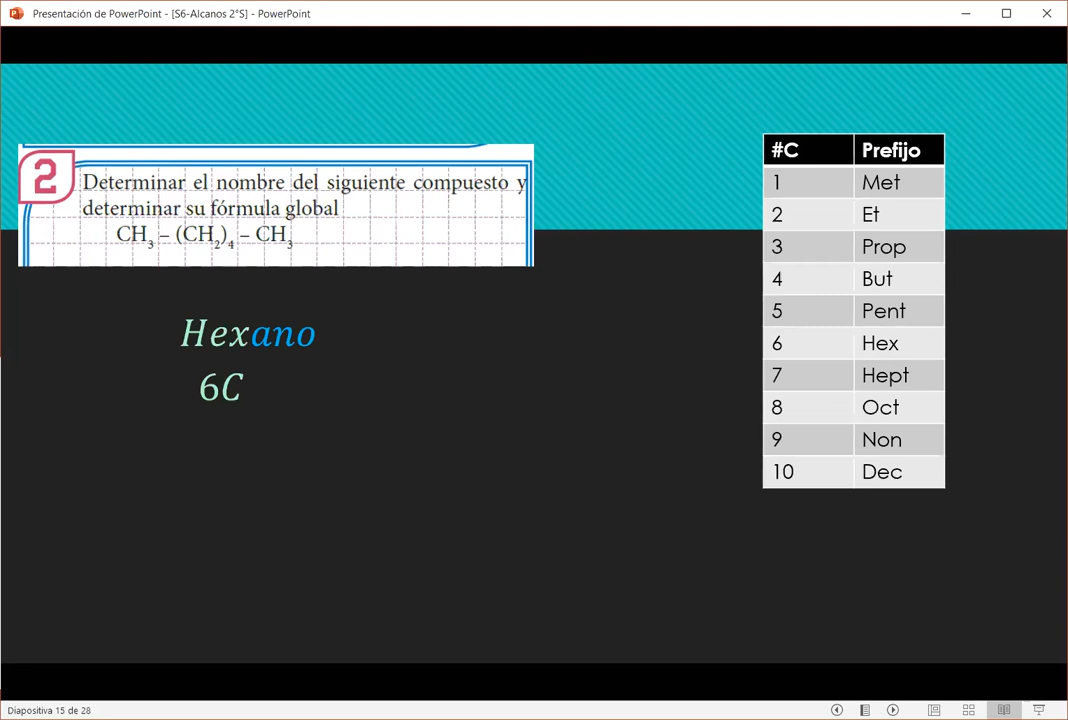 Presentación de PowerPoint - [S6-Alcanos 2°S] - PowerPoint
2
Determinar el nombre del siguiente compuesto y
determinar su fórmula global
CH3 – (CH2)4 – CH3
Hexano
6C
#C Prefijo
1 Met
2 Et
3 Prop
4 But
5 Pent
6 Hex
7 Hept
8 Oct
9 Non
10 Dec
Diapositiva 15 de 28